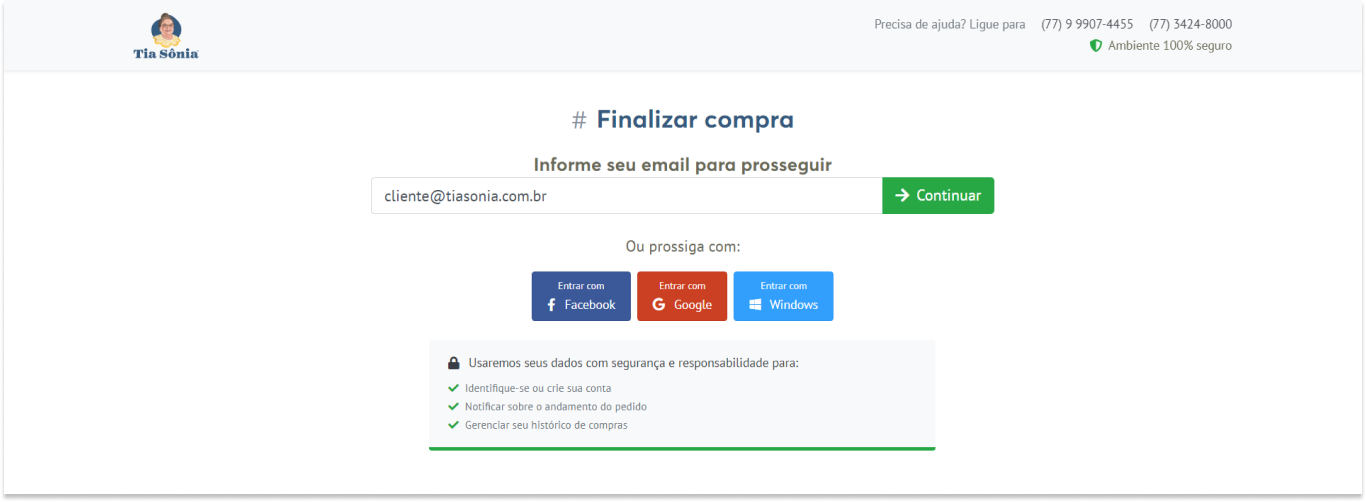 Tia Sônia
Precisa de ajuda? Ligue para (77) 9 9907-4455 (77) 3424-8000
Ambiente 100% seguro
# Finalizar compra
Informe seu email para prosseguir
cliente@tiasonia.com.br
Continuar
Ou prossiga com:
Entrar com Facebook
Entrar com Google
Entrar com Windows
Usaremos seus dados com segurança e responsabilidade para:
Identifique-se ou crie sua conta
Notificar sobre o andamento do pedido
Gerenciar seu histórico de compras